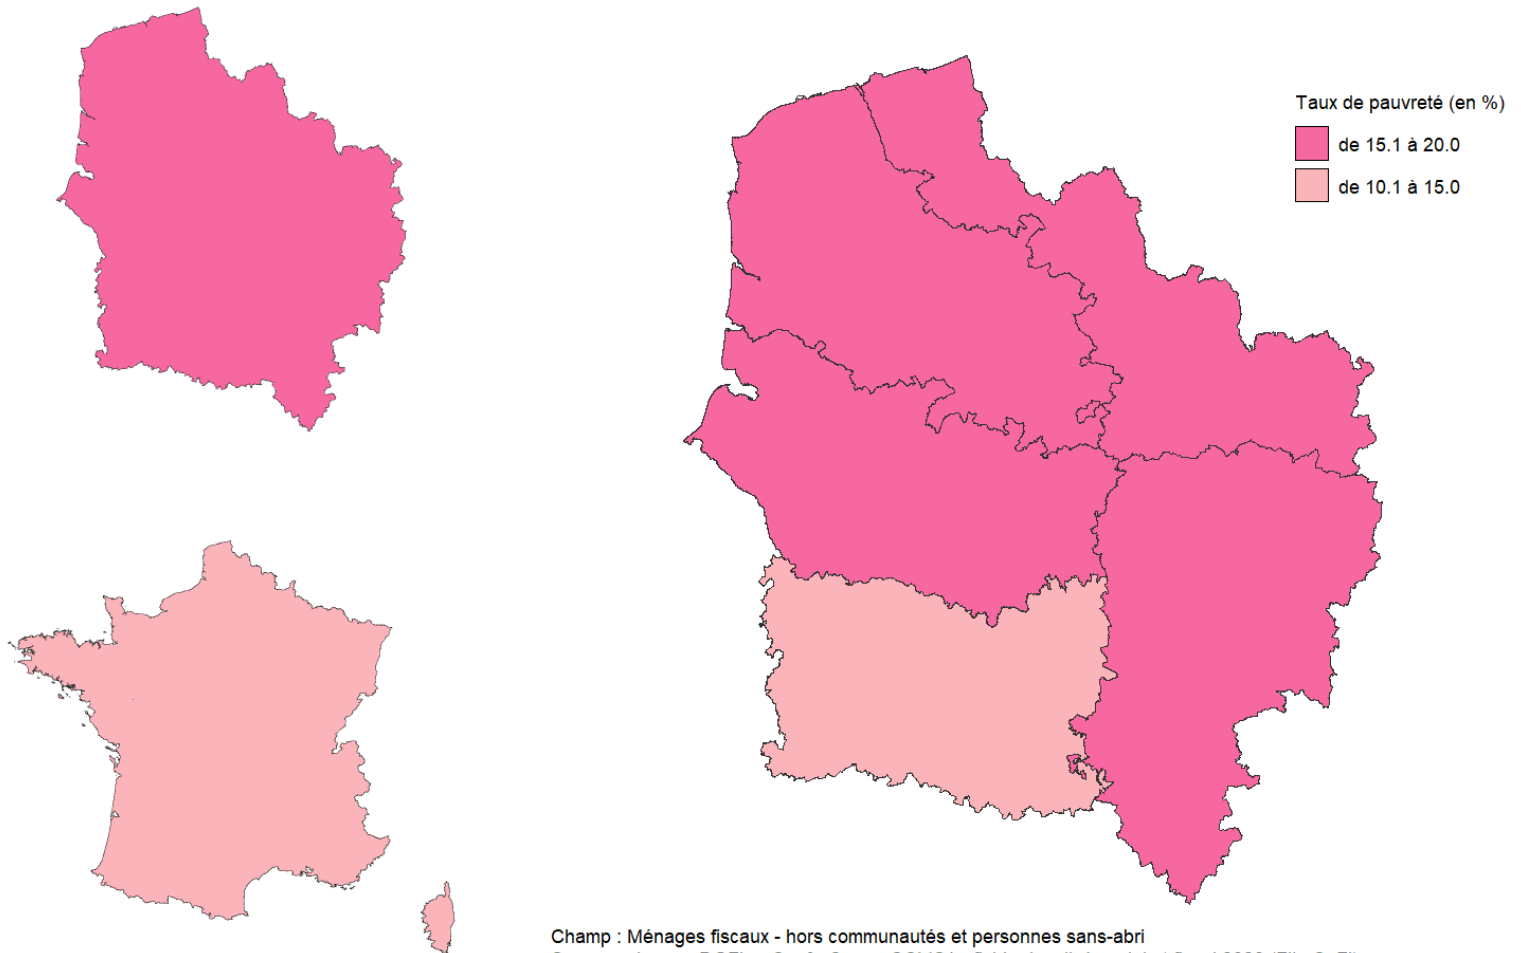 Taux de pauvreté (en %)
de 15.1 à 20.0
de 10.1 à 15.0
Champ : Ménages fiscaux - hors communautés et personnes sans-abri